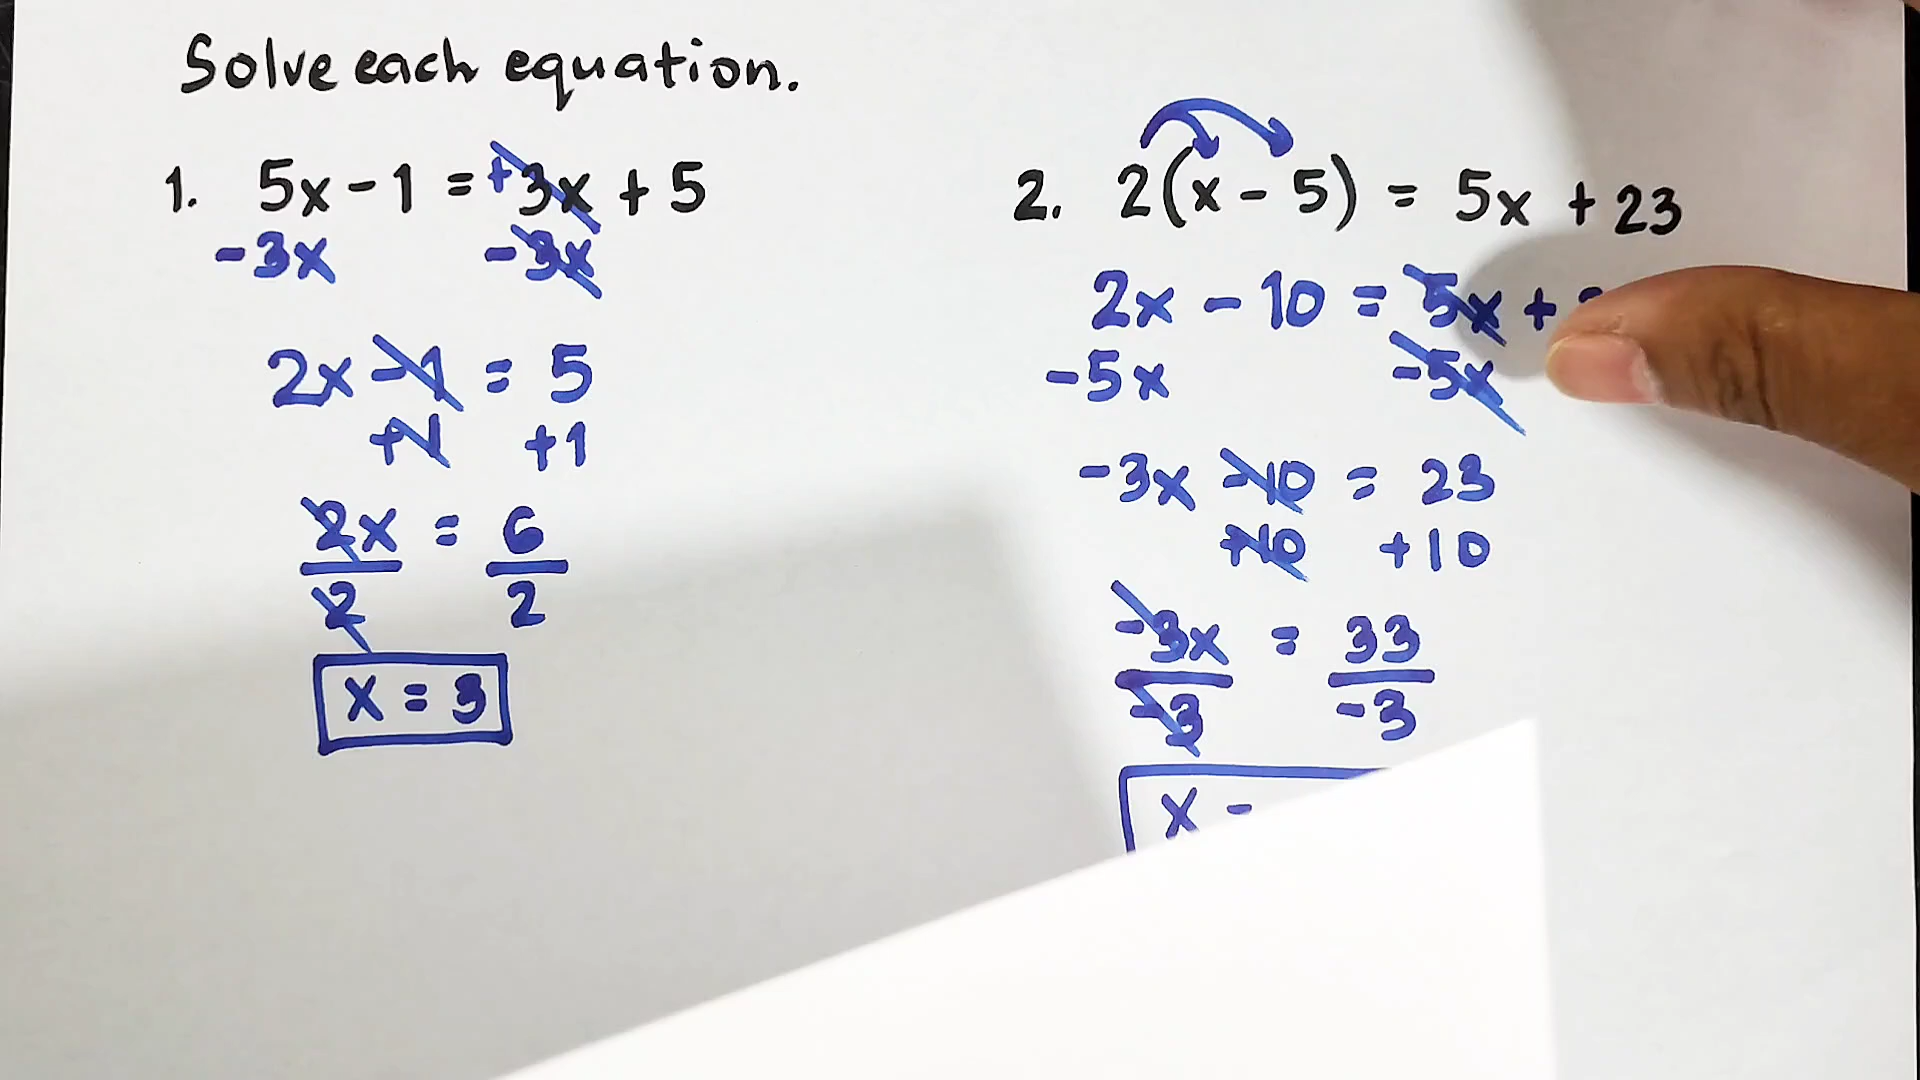 Solve each equation.
1. 5x - 1 = +3x + 5
-3x -3x
2x - 1 = 5
+1 +1
2x = 6
2 2
x = 3
2. 2(x - 5) = 5x + 23
2x - 10 = 5x +
-5x -5x
-3x - 10 = 23
+10 +10
-3x = 33
-3 -3
x